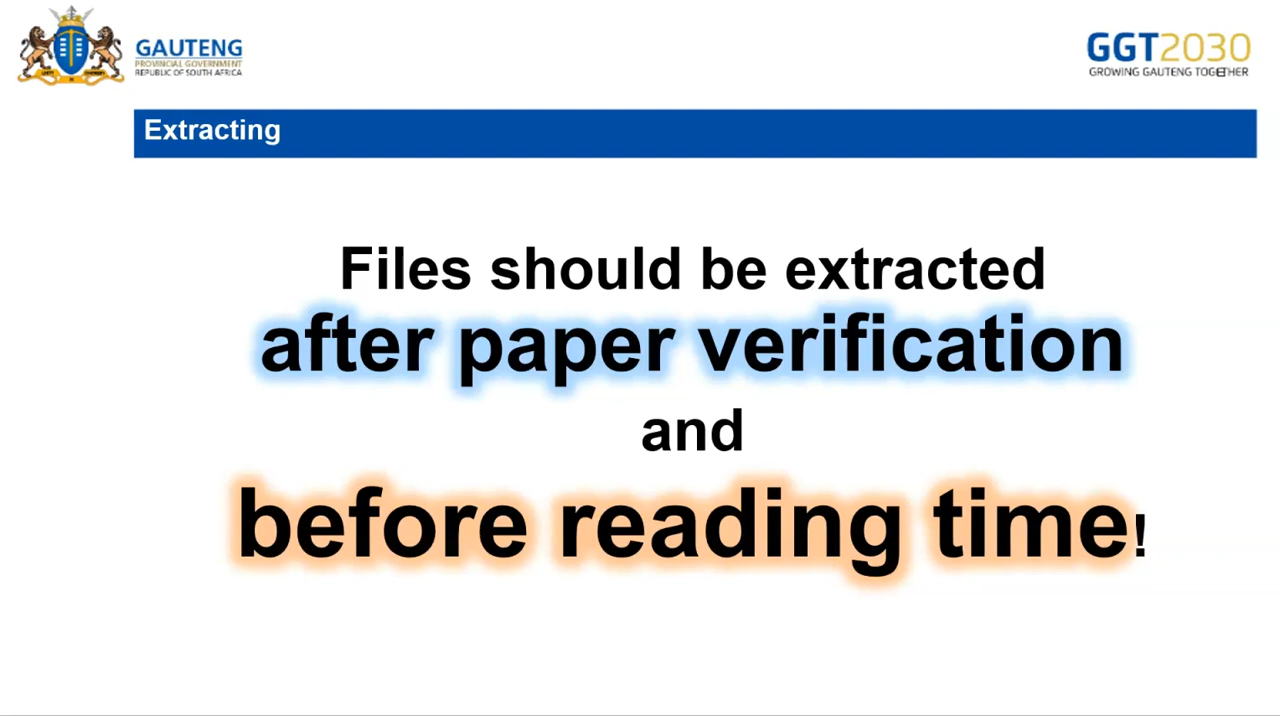 GAUTENG
PROVINCIAL GOVERNMENT
REPUBLIC OF SOUTH AFRICA
GGT2030
GROWING GAUTENG TOGETHER
Extracting
Files should be extracted
after paper verification
and
before reading time!